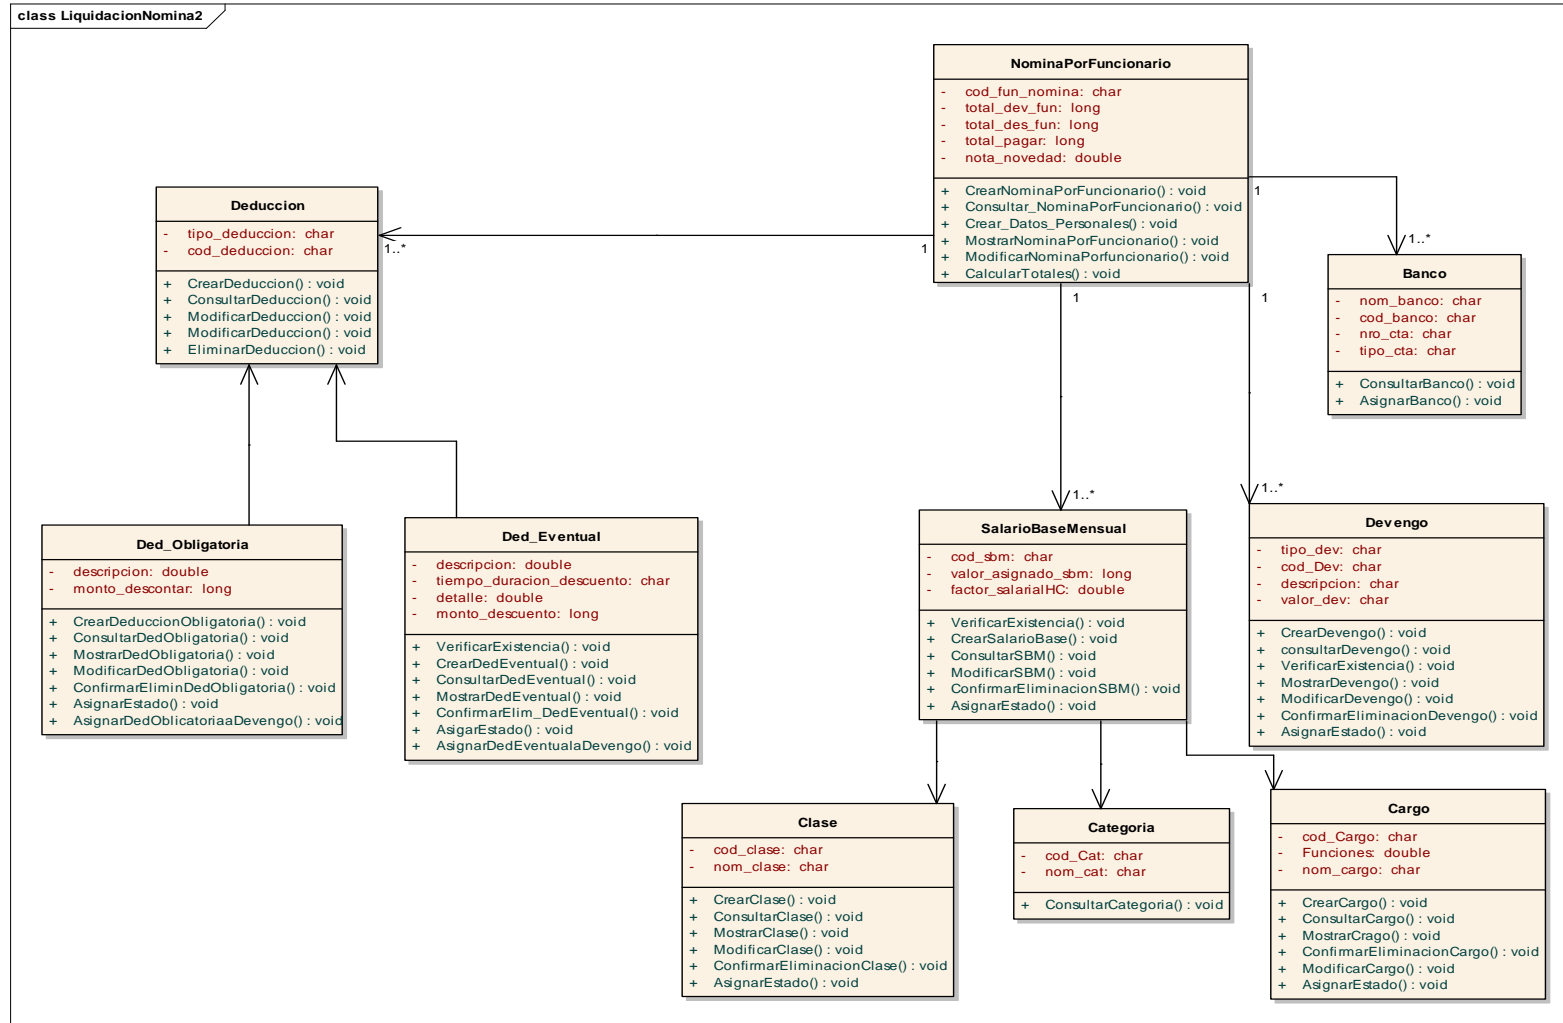 class LiquidacionNomina2
NominaPorFuncionario
- cod_fun_nomina: char
- total_dev_fun: long
- total_des_fun: long
- total_pagar: long
- nota_novedad: double
+ CrearNominaPorFuncionario() : void
+ Consultar_NominaPorFuncionario() : void
+ Crear_Datos_Personales() : void
+ MostrarNominaPorFuncionario() : void
+ ModificarNominaPorfuncionario() : void
+ CalcularTotales() : void
1
1..*
1
1..*
1
1..*
1
1..*
Deduccion
- tipo_deduccion: char
- cod_deduccion: char
+ CrearDeduccion() : void
+ ConsultarDeduccion() : void
+ ModificarDeduccion() : void
+ ModificarDeduccion() : void
+ EliminarDeduccion() : void
Banco
- nom_banco: char
- cod_banco: char
- nro_cta: char
- tipo_cta: char
+ ConsultarBanco() : void
+ AsignarBanco() : void
Ded_Obligatoria
- descripcion: double
- monto_descontar: long
+ CrearDeduccionObligatoria() : void
+ ConsultarDedObligatoria() : void
+ MostrarDedObligatoria() : void
+ ModificarDedObligatoria() : void
+ ConfirmarEliminDedObligatoria() : void
+ AsignarEstado() : void
+ AsignarDedOblicatoriaaDevengo() : void
Ded_Eventual
- descripcion: double
- tiempo_duracion_descuento: char
- detalle: double
- monto_descuento: long
+ VerificarExistencia() : void
+ CrearDedEventual() : void
+ ConsultarDedEventual() : void
+ MostrarDedEventual() : void
+ ConfirmarElim_DedEventual() : void
+ AsigarEstado() : void
+ AsignarDedEventualaDevengo() : void
SalarioBaseMensual
- cod_sbm: char
- valor_asignado_sbm: long
- factor_salarialHC: double
+ VerificarExistencia() : void
+ CrearSalarioBase() : void
+ ConsultarSBM() : void
+ ModificarSBM() : void
+ ConfirmarEliminacionSBM() : void
+ AsignarEstado() : void
Devengo
- tipo_dev: char
- cod_Dev: char
- descripcion: char
- valor_dev: char
+ CrearDevengo() : void
+ consultarDevengo() : void
+ VerificarExistencia() : void
+ MostrarDevengo() : void
+ ModificarDevengo() : void
+ ConfirmarEliminacionDevengo() : void
+ AsignarEstado() : void
Clase
- cod_clase: char
- nom_clase: char
+ CrearClase() : void
+ ConsultarClase() : void
+ MostrarClase() : void
+ ModificarClase() : void
+ ConfirmarEliminacionClase() : void
+ AsignarEstado() : void
Categoria
- cod_Cat: char
- nom_cat: char
+ ConsultarCategoria() : void
Cargo
- cod_Cargo: char
- Funciones: double
- nom_cargo: char
+ CrearCargo() : void
+ ConsultarCargo() : void
+ MostrarCrago() : void
+ ConfirmarEliminacionCargo() : void
+ ModificarCargo() : void
+ AsignarEstado() : void